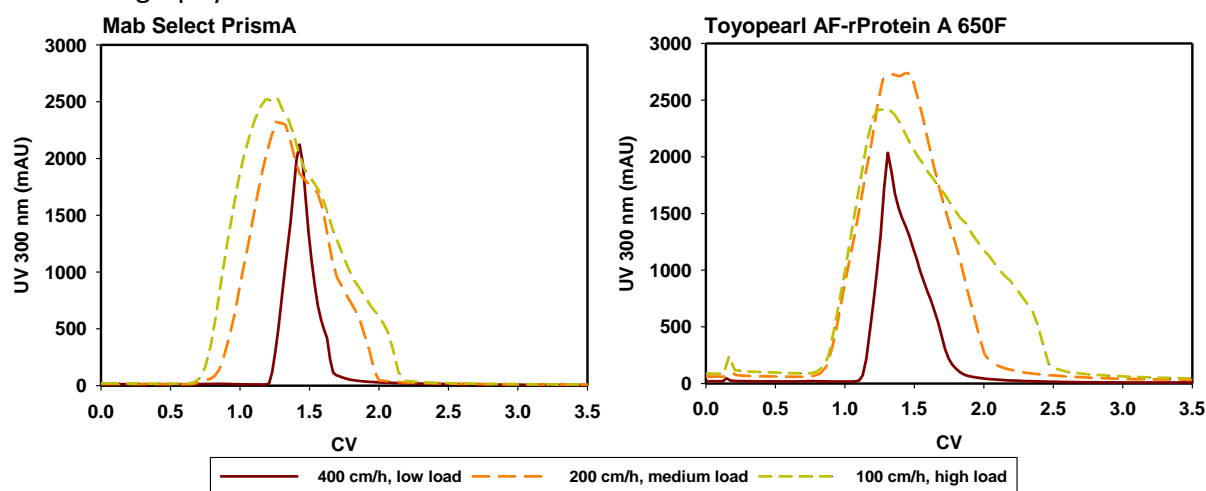 Mab Select PrismA
Toyopearl AF-rProtein A 650F
3000
2500
2000
1500
1000
500
0
UV 300 nm (mAU)
0.0 0.5 1.0 1.5 2.0 2.5 3.0 3.5
CV
3000
2500
2000
1500
1000
500
0
UV 300 nm (mAU)
0.0 0.5 1.0 1.5 2.0 2.5 3.0 3.5
CV
400 cm/h, low load 200 cm/h, medium load 100 cm/h, high load